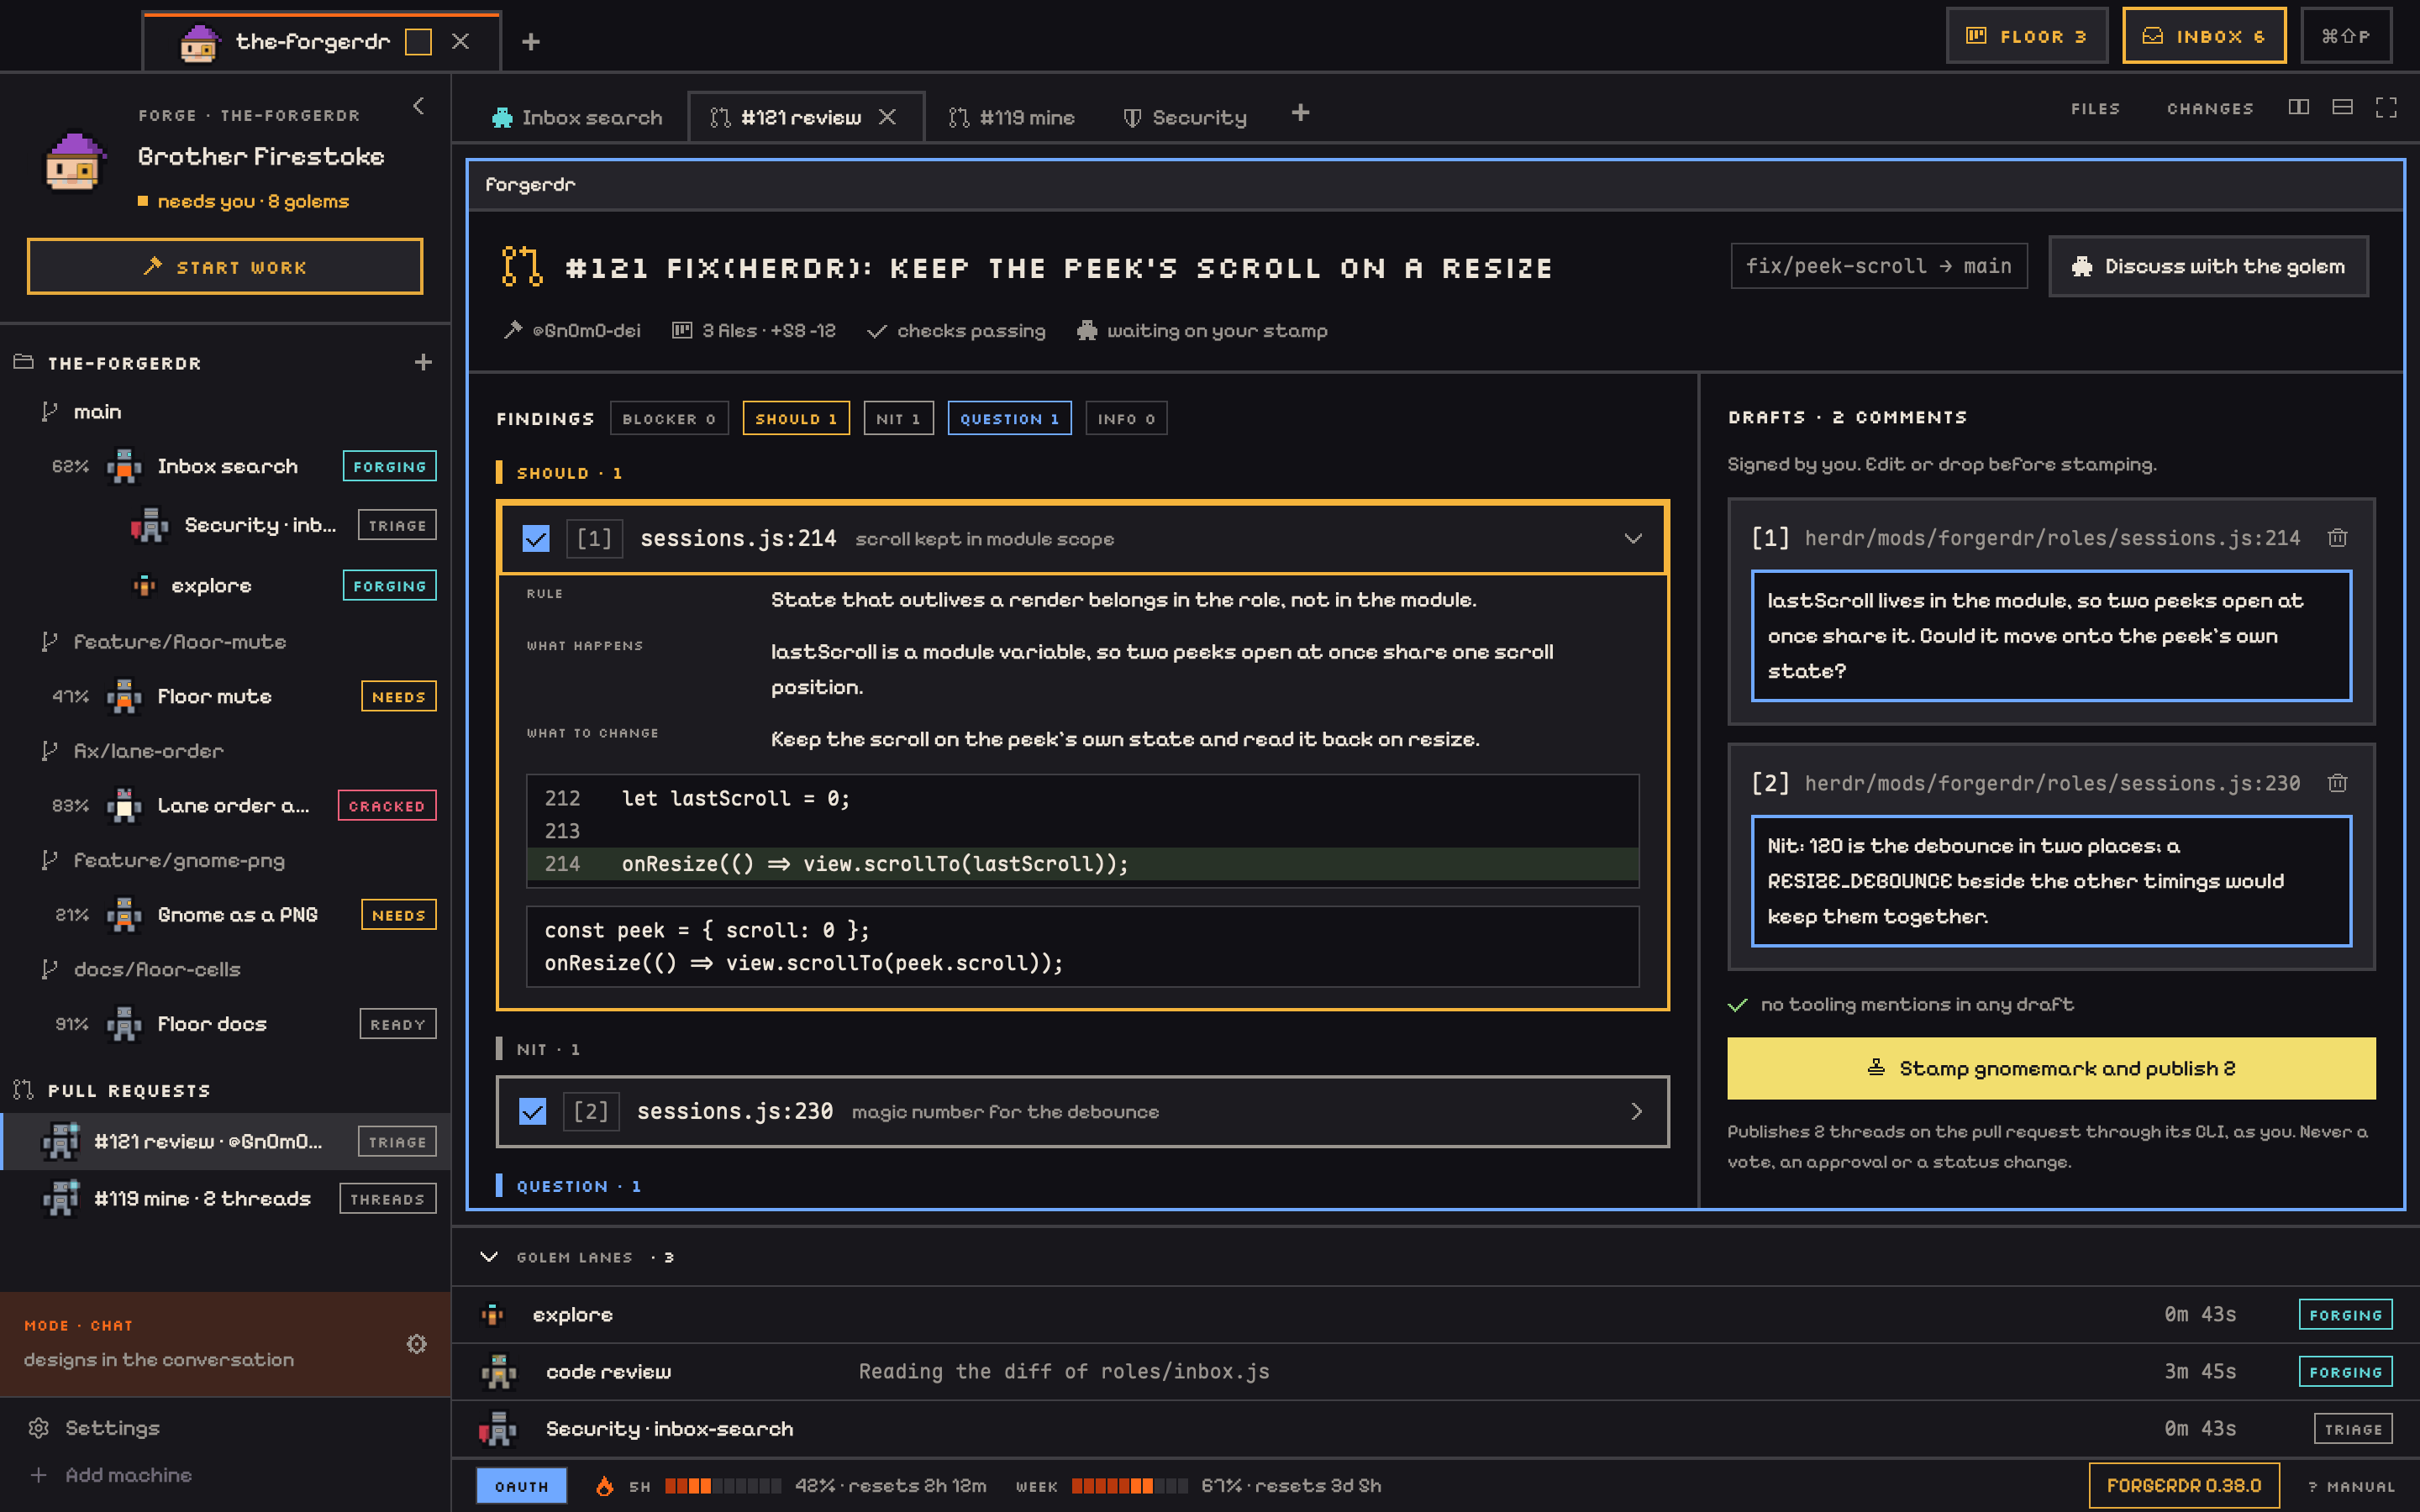 the-forgerdr
FLOOR 3
INBOX 6
⌘⇧P
FORGE · THE-FORGERDR
Brother Firestoke
needs you · 8 golems
START WORK
THE-FORGERDR
main
62% Inbox search FORGING
Security · inb... TRIAGE
explore FORGING
feature/floor-mute
47% Floor mute NEEDS
fix/lane-order
83% Lane order a... CRACKED
feature/gnome-png
21% Gnome as a PNG NEEDS
docs/floor-cells
91% Floor docs READY
PULL REQUESTS
#121 review · @Gn0m0... TRIAGE
#119 mine · 2 threads THREADS
MODE · CHAT
designs in the conversation
Settings
Add machine
Inbox search
#121 review
#119 mine
Security
FILES
CHANGES
forgerdr
#121 FIX(HERDR): KEEP THE PEEK'S SCROLL ON A RESIZE
fix/peek-scroll → main
Discuss with the golem
@Gn0m0-dei
3 files · +98 -12
checks passing
waiting on your stamp
FINDINGS
BLOCKER 0
SHOULD 1
NIT 1
QUESTION 1
INFO 0
SHOULD · 1
[1] sessions.js:214 scroll kept in module scope
RULE
State that outlives a render belongs in the role, not in the module.
WHAT HAPPENS
lastScroll is a module variable, so two peeks open at once share one scroll
position.
WHAT TO CHANGE
Keep the scroll on the peek's own state and read it back on resize.
212 let lastScroll = 0;
213
214 onResize(() => view.scrollTo(lastScroll));
const peek = { scroll: 0 };
onResize(() => view.scrollTo(peek.scroll));
NIT · 1
[2] sessions.js:230 magic number for the debounce
QUESTION · 1
DRAFTS · 2 COMMENTS
Signed by you. Edit or drop before stamping.
[1] herdr/mods/forgerdr/roles/sessions.js:214
lastScroll lives in the module, so two peeks open at
once share it. Could it move onto the peek's own
state?
[2] herdr/mods/forgerdr/roles/sessions.js:230
Nit: 120 is the debounce in two places; a
RESIZE_DEBOUNCE beside the other timings would
keep them together.
no tooling mentions in any draft
Stamp gnomemark and publish 2
Publishes 2 threads on the pull request through its CLI, as you. Never a
vote, an approval or a status change.
GOLEM LANES · 3
explore 0m 43s FORGING
code review Reading the diff of roles/inbox.js 3m 45s FORGING
Security · inbox-search 0m 43s TRIAGE
OAUTH
5H 42% · resets 2h 12m
WEEK 67% · resets 3d 9h
FORGERDR 0.38.0
? MANUAL